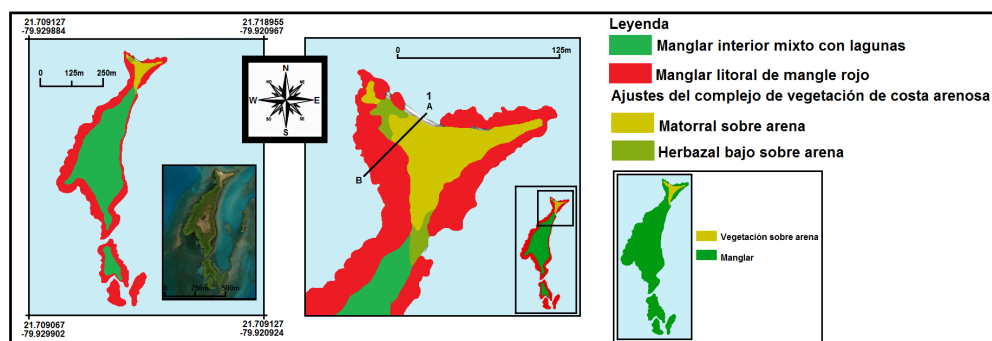 21.709127
-79.929884
21.718955
-79.920967
0 125m 250m
N
W E
S
0 250m 500m
21.709067
-79.929902
21.709127
-79.920924
0 125m
1
A
B
Leyenda
Manglar interior mixto con lagunas
Manglar litoral de mangle rojo
Ajustes del complejo de vegetación de costa arenosa
Matorral sobre arena
Herbazal bajo sobre arena
Vegetación sobre arena
Manglar